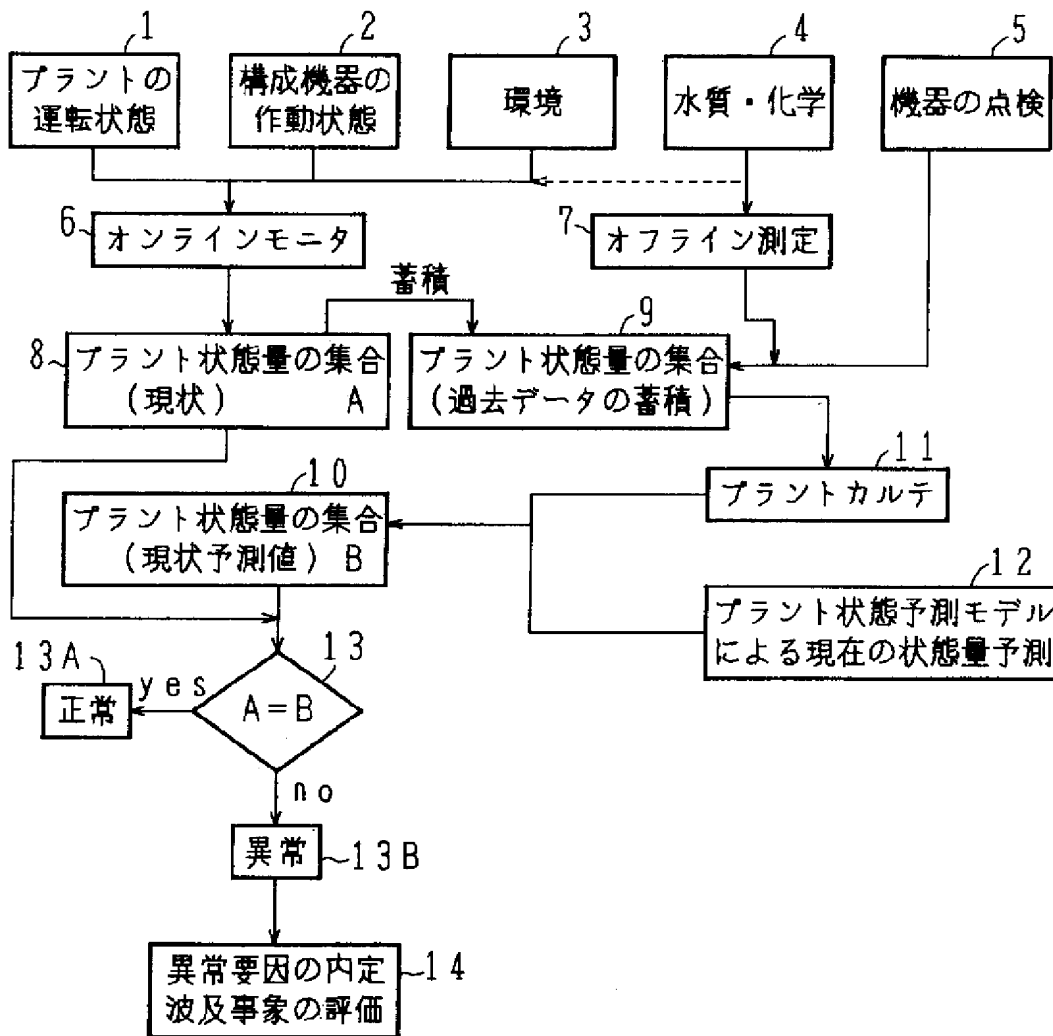 1
プラントの
運転状態
2
構成機器の
作動状態
3
環境
4
水質・化学
5
機器の点検
6
オンラインモニタ
7
オフライン測定
蓄積
8
プラント状態量の集合
(現状) A
9
プラント状態量の集合
(過去データの蓄積)
10
プラント状態量の集合
(現状予測値) B
11
プラントカルテ
12
プラント状態予測モデル
による現在の状態量予測
13A
yes
13
正常
A=B
no
異常
13B
異常要因の内定
波及事象の評価
14